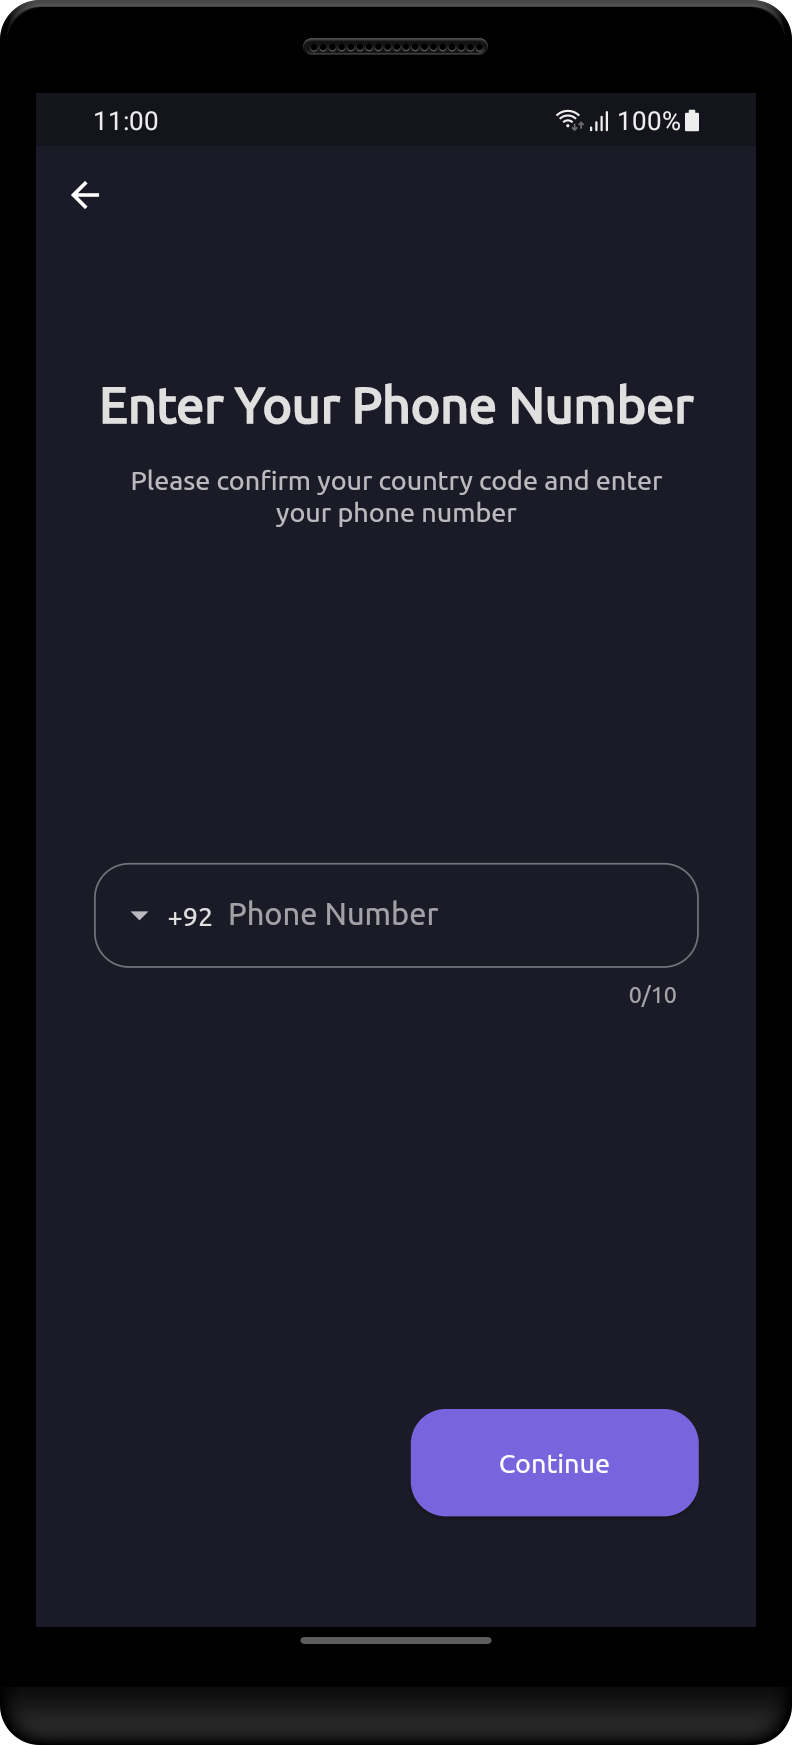 11:00 100%
Enter Your Phone Number
Please confirm your country code and enter
your phone number
+92 Phone Number
0/10
Continue